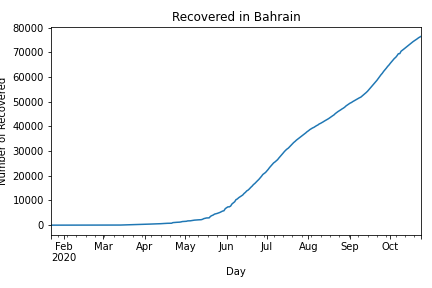 Recovered in Bahrain
Number of Recovered
80000
70000
60000
50000
40000
30000
20000
10000
0
Feb Mar Apr May Jun Jul Aug Sep Oct
2020
Day